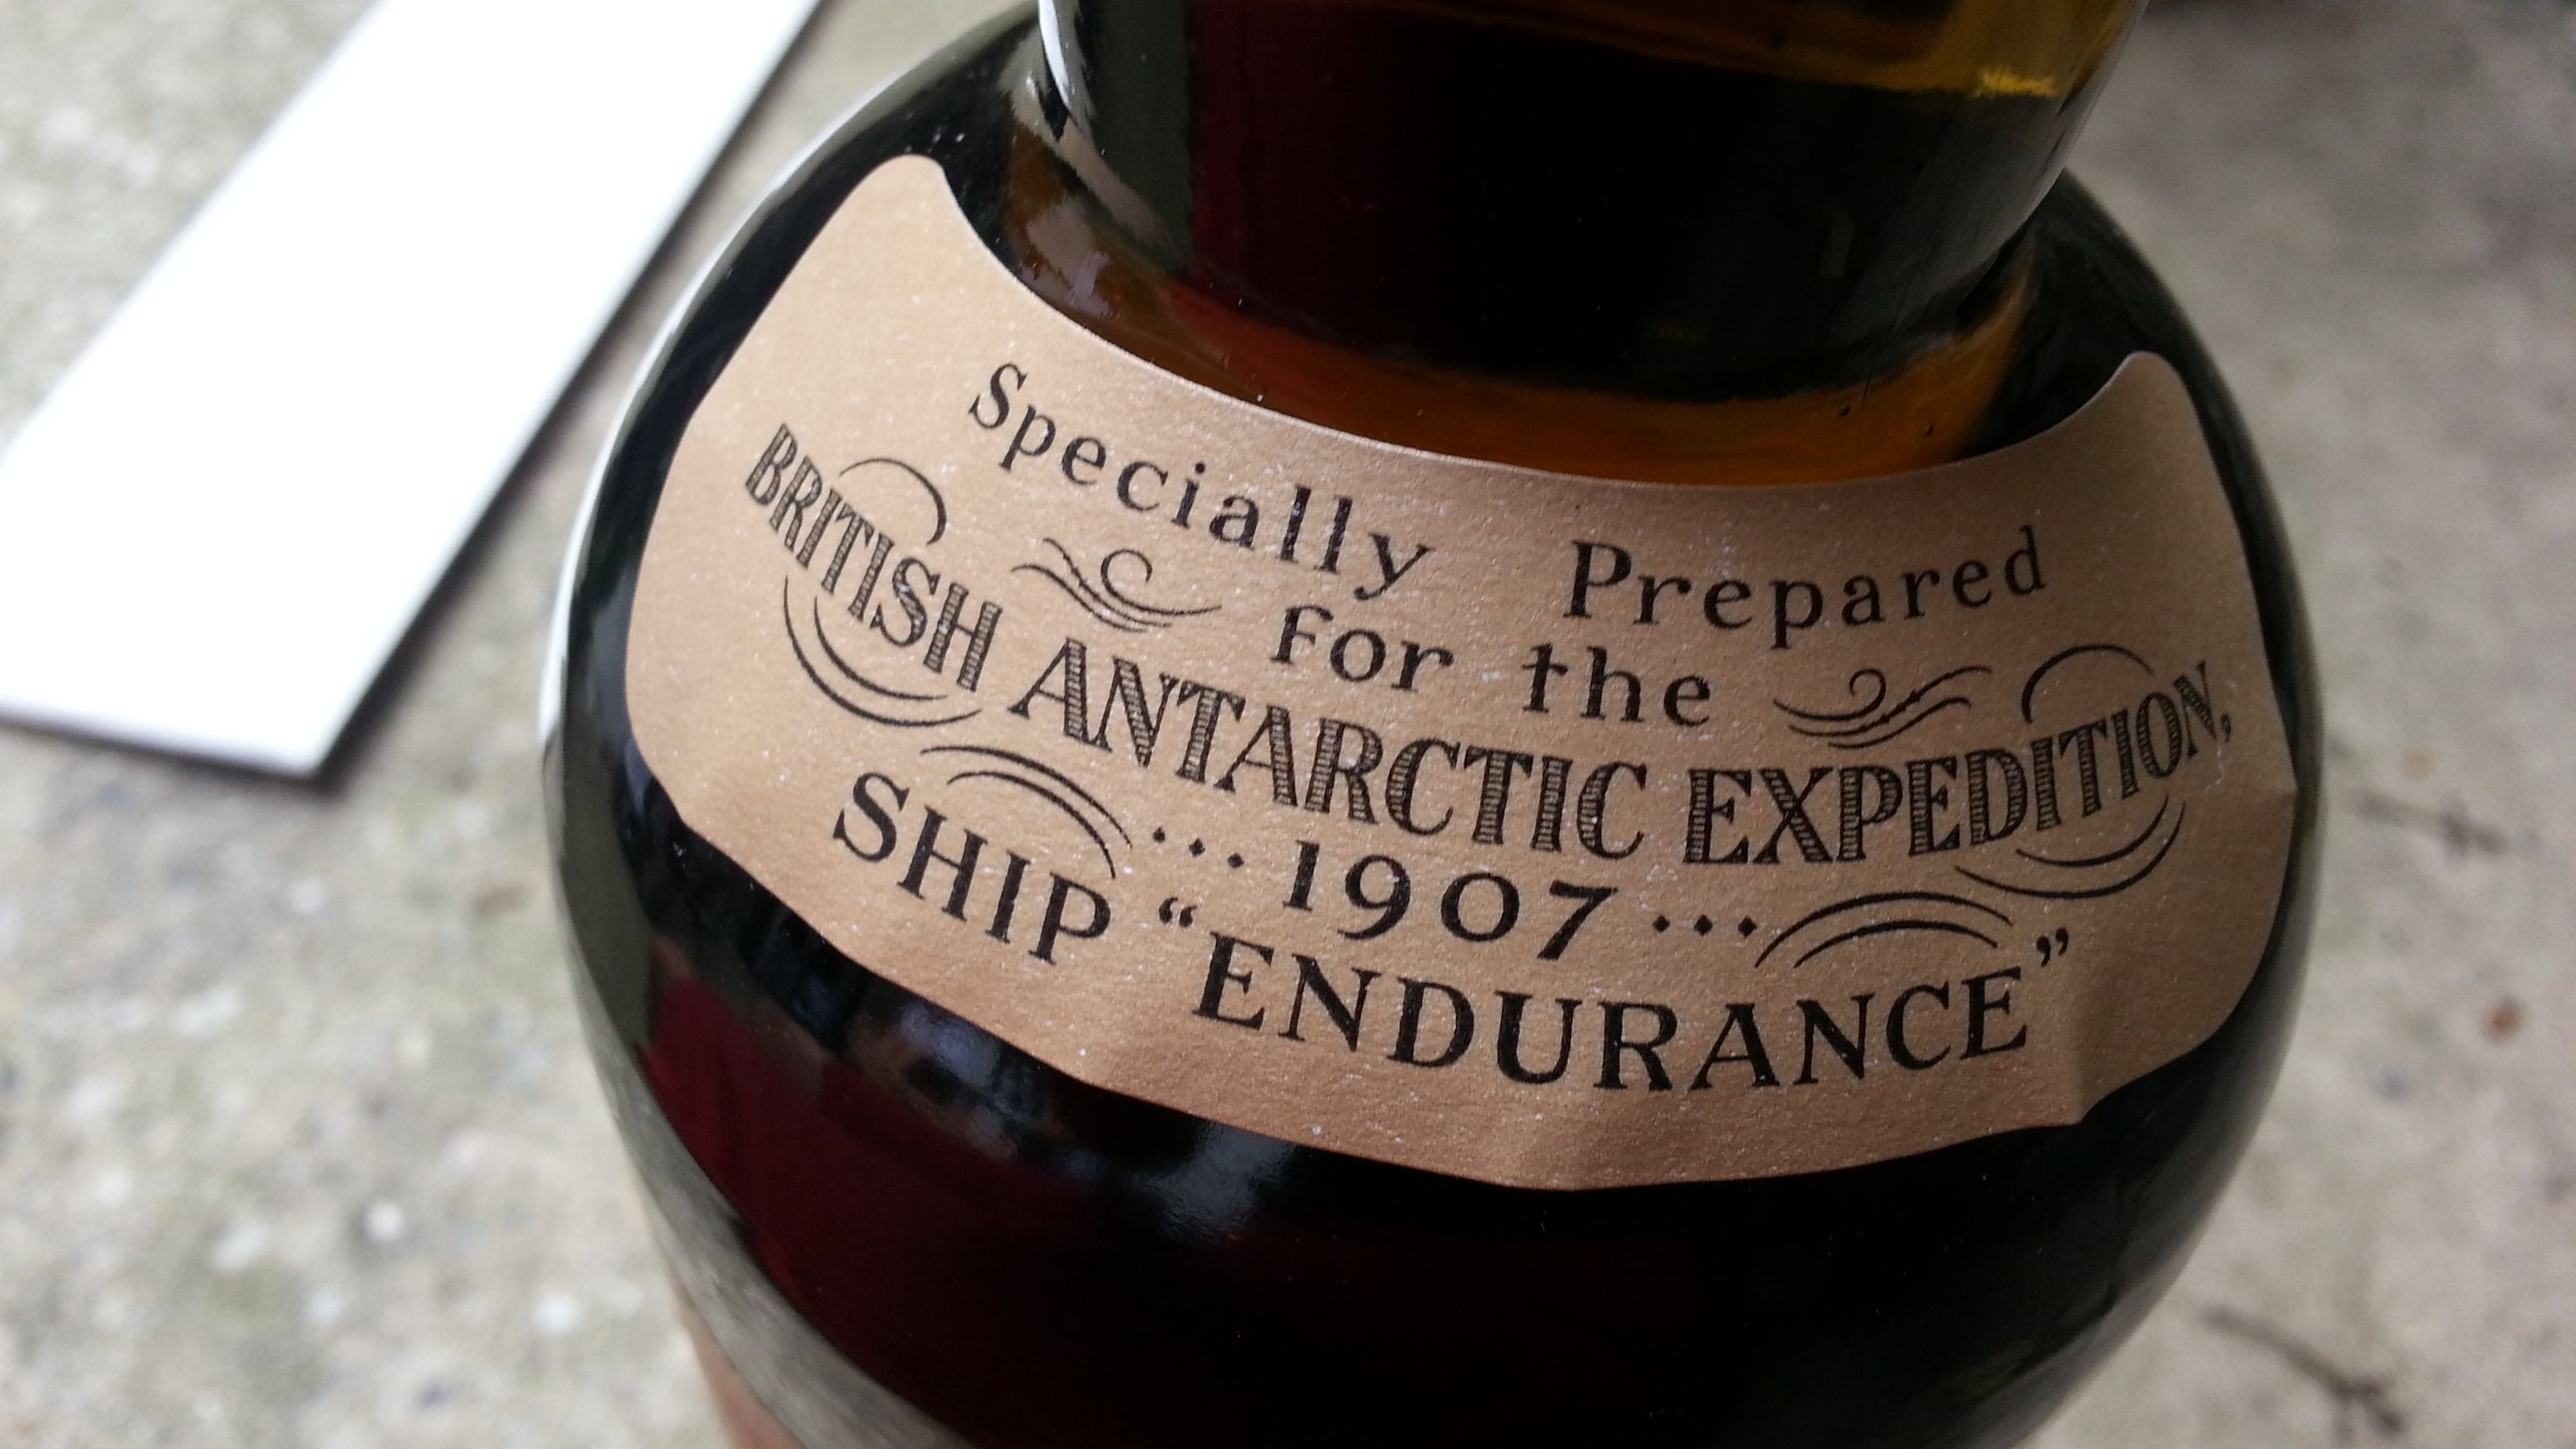 Specially Prepared
For the
BRITISH ANTARCTIC EXPEDITION,
... 1907 ...
SHIP “ENDURANCE”